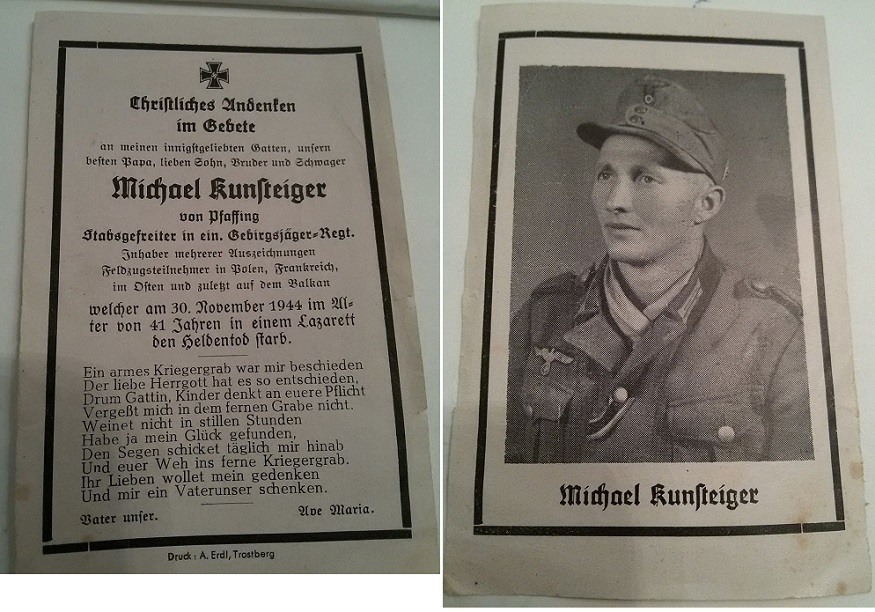 Christliches Andenken
im Gebete
an meinen innigstgeliebten Gatten, unsern
besten Papa, lieben Sohn, Bruder und Schwager
Michael Kunsteiger
von Pfaffing
Stabsgefreiter in ein. Gebirgsjäger-Regt.
Inhaber mehrerer Auszeichnungen
Feldzugsteilnehmer in Polen, Frankreich,
im Osten und zuletzt auf dem Balkan
welcher am 30. November 1944 im Al-
ter von 41 Jahren in einem Lazarett
den Heldentod starb.
Ein armes Kriegergrab war mir beschieden
Der liebe Herrgott hat es so entschieden,
Drum Gattin, Kinder denkt an euere Pflicht
Vergeßt mich in dem fernen Grabe nicht.
Weinet nicht in stillen Stunden
Habe ja mein Glück gefunden,
Den Segen schicket täglich mir hinab
Und euer Weh ins ferne Kriegergrab.
Ihr Lieben wollet mein gedenken
Und mir ein Vaterunser schenken.
Vater unser. Ave Maria.
Druck: A. Erdl, Trostberg
Michael Kunsteiger